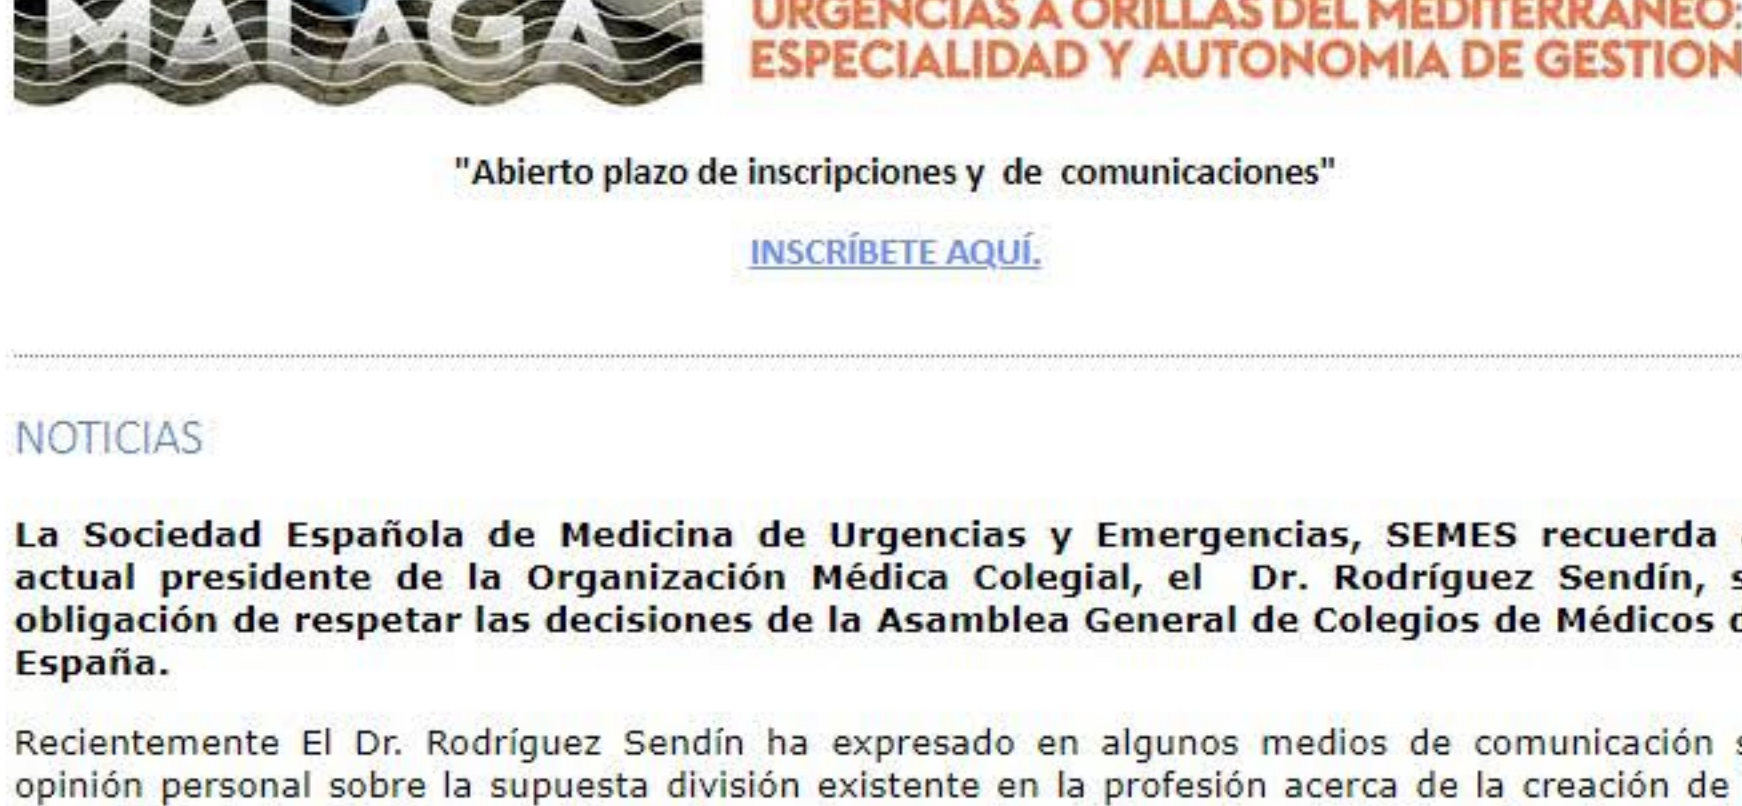 MALAGA
URGENCIAS A ORILLAS DEL MEDITERRANEO:
ESPECIALIDAD Y AUTONOMIA DE GESTION
"Abierto plazo de inscripciones y de comunicaciones"
INSCRÍBETE AQUÍ.
NOTICIAS
La Sociedad Española de Medicina de Urgencias y Emergencias, SEMES recuerda
actual presidente de la Organización Médica Colegial, el Dr. Rodríguez Sendín,
obligación de respetar las decisiones de la Asamblea General de Colegios de Médicos
España.
Recientemente El Dr. Rodríguez Sendín ha expresado en algunos medios de comunicación
opinión personal sobre la supuesta división existente en la profesión acerca de la creación de